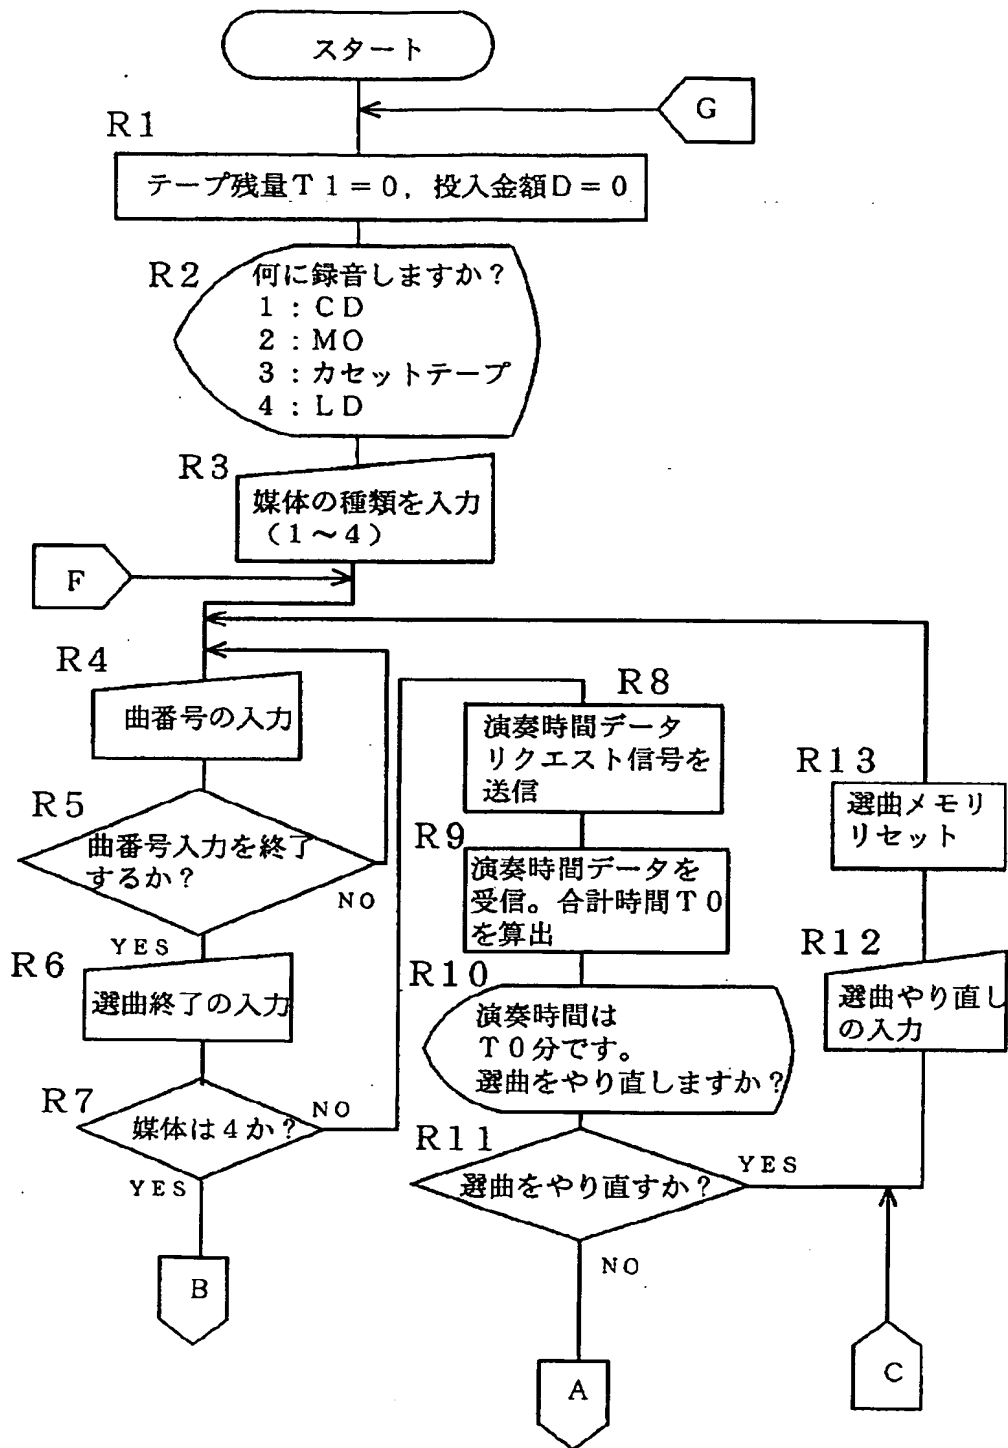 スタート
G
R1
テープ残量T1=0, 投入金額D=0
R2
何に録音しますか?
1:CD
2:MO
3:カセットテープ
4:LD
R3
媒体の種類を入力
(1~4)
F
R4
曲番号の入力
R5
曲番号入力を終了
するか?
NO
YES
R6
選曲終了の入力
R7
媒体は4か?
NO
YES
B
R8
演奏時間データ
リクエスト信号を
送信
R9
演奏時間データを
受信。合計時間T0
を算出
R10
演奏時間は
T0分です。
選曲をやり直しますか?
R11
選曲をやり直すか?
YES
NO
A
R13
選曲メモリ
リセット
R12
選曲やり直し
の入力
C